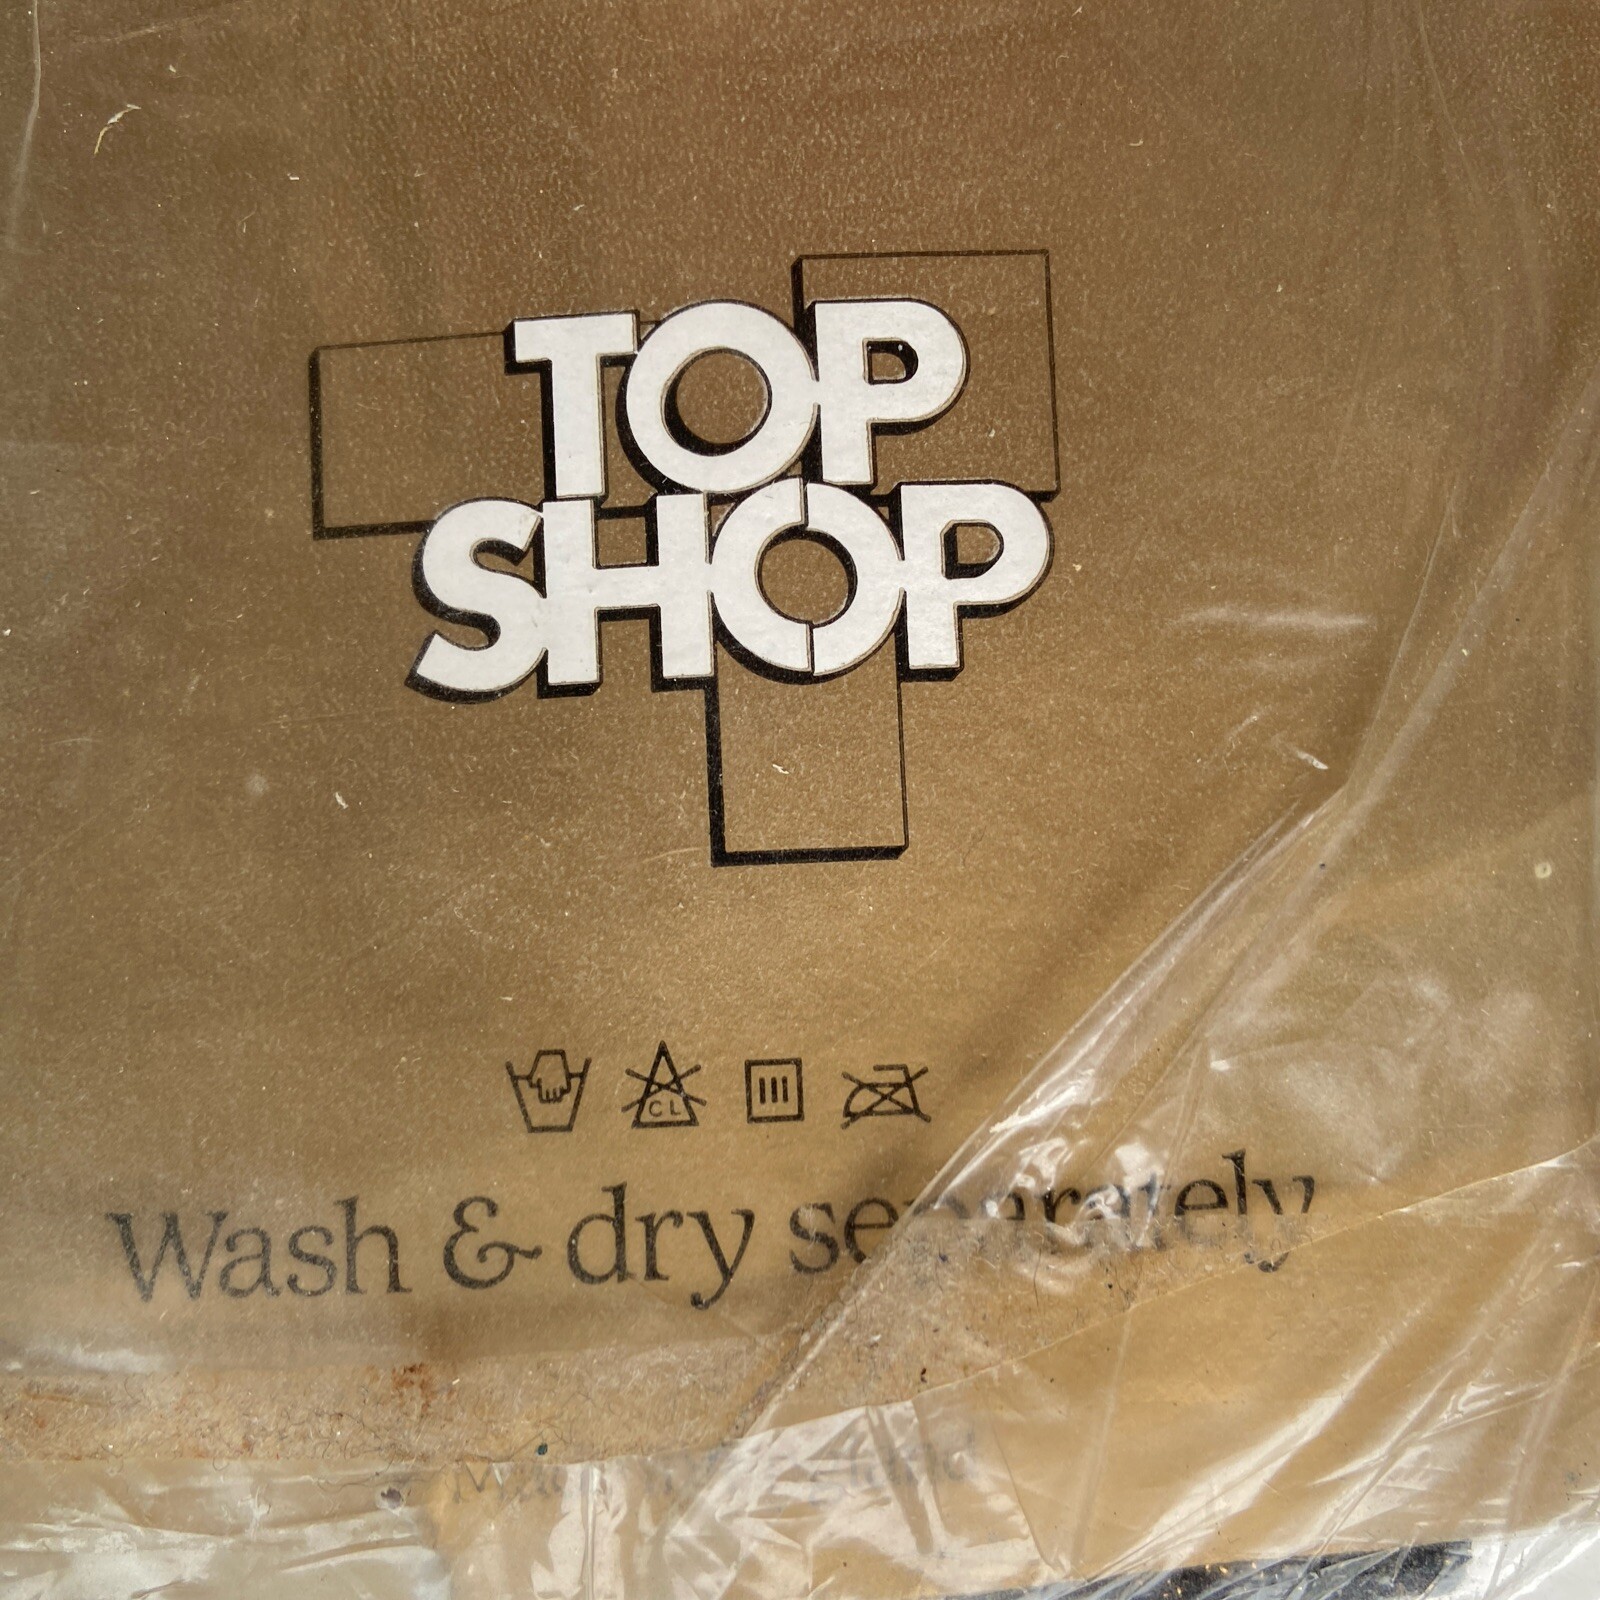 TOP
SHOP
CL
Wash & dry separately